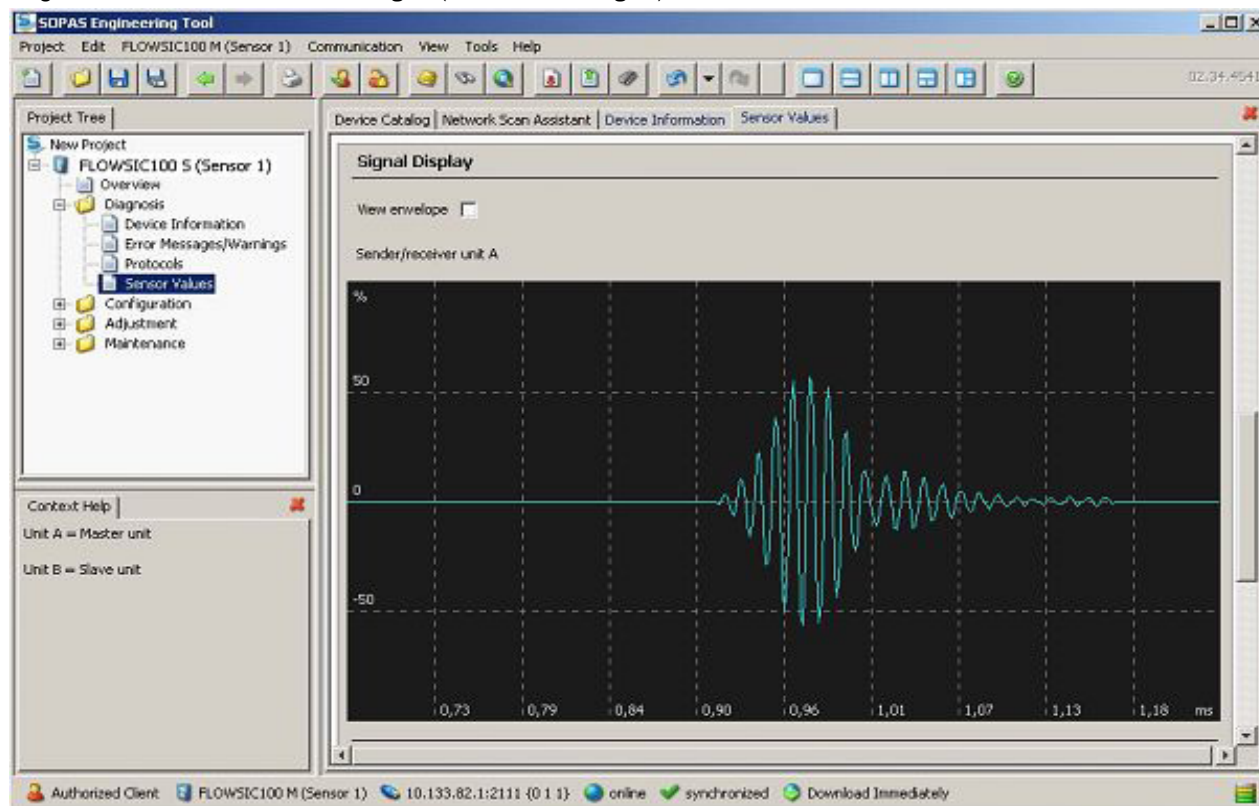 SOPAS Engineering Tool
Project Edit FLOWSIC100 M (Sensor 1) Communication View Tools Help
02.34.4541
Project Tree
New Project
FLOWSIC100 S (Sensor 1)
Overview
Diagnosis
Device Information
Error Messages/Warnings
Protocols
Sensor Values
Configuration
Adjustment
Maintenance
Context Help
Unit A = Master unit
Unit B = Slave unit
Device Catalog Network Scan Assistant Device Information Sensor Values
Signal Display
View envelope
Sender/receiver unit A
%
50
0
-50
0,73 0,79 0,84 0,90 0,96 1,01 1,07 1,13 1,18 ms
Authorized Client FLOWSIC100 M (Sensor 1) 10.133.82.1:2111 {0 1 1} online synchronized Download Immediately